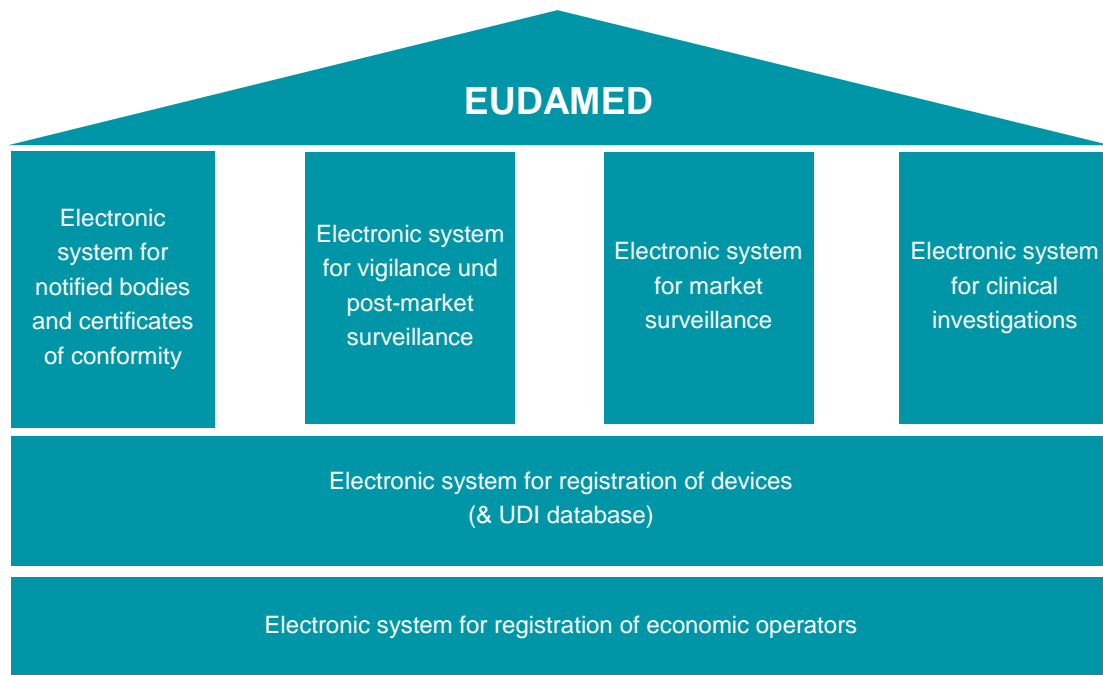 EUDAMED
Electronic
system for
notified bodies
and certificates
of conformity
Electronic system
for vigilance und
post-market
surveillance
Electronic system
for market
surveillance
Electronic system
for clinical
investigations
Electronic system for registration of devices
(& UDI database)
Electronic system for registration of economic operators